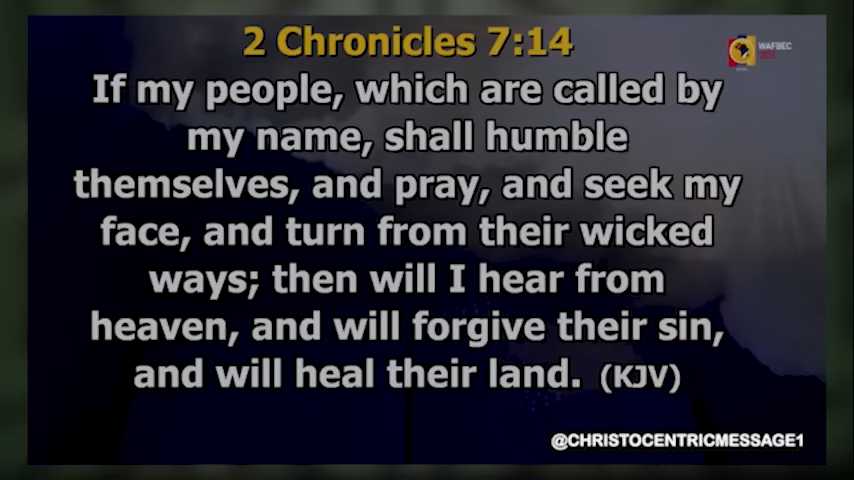 2 Chronicles 7:14
WAFBEC
If my people, which are called by
my name, shall humble
themselves, and pray, and seek my
face, and turn from their wicked
ways; then will I hear from
heaven, and will forgive their sin,
and will heal their land. (KJV)
@CHRISTOCENTRICMESSAGE1